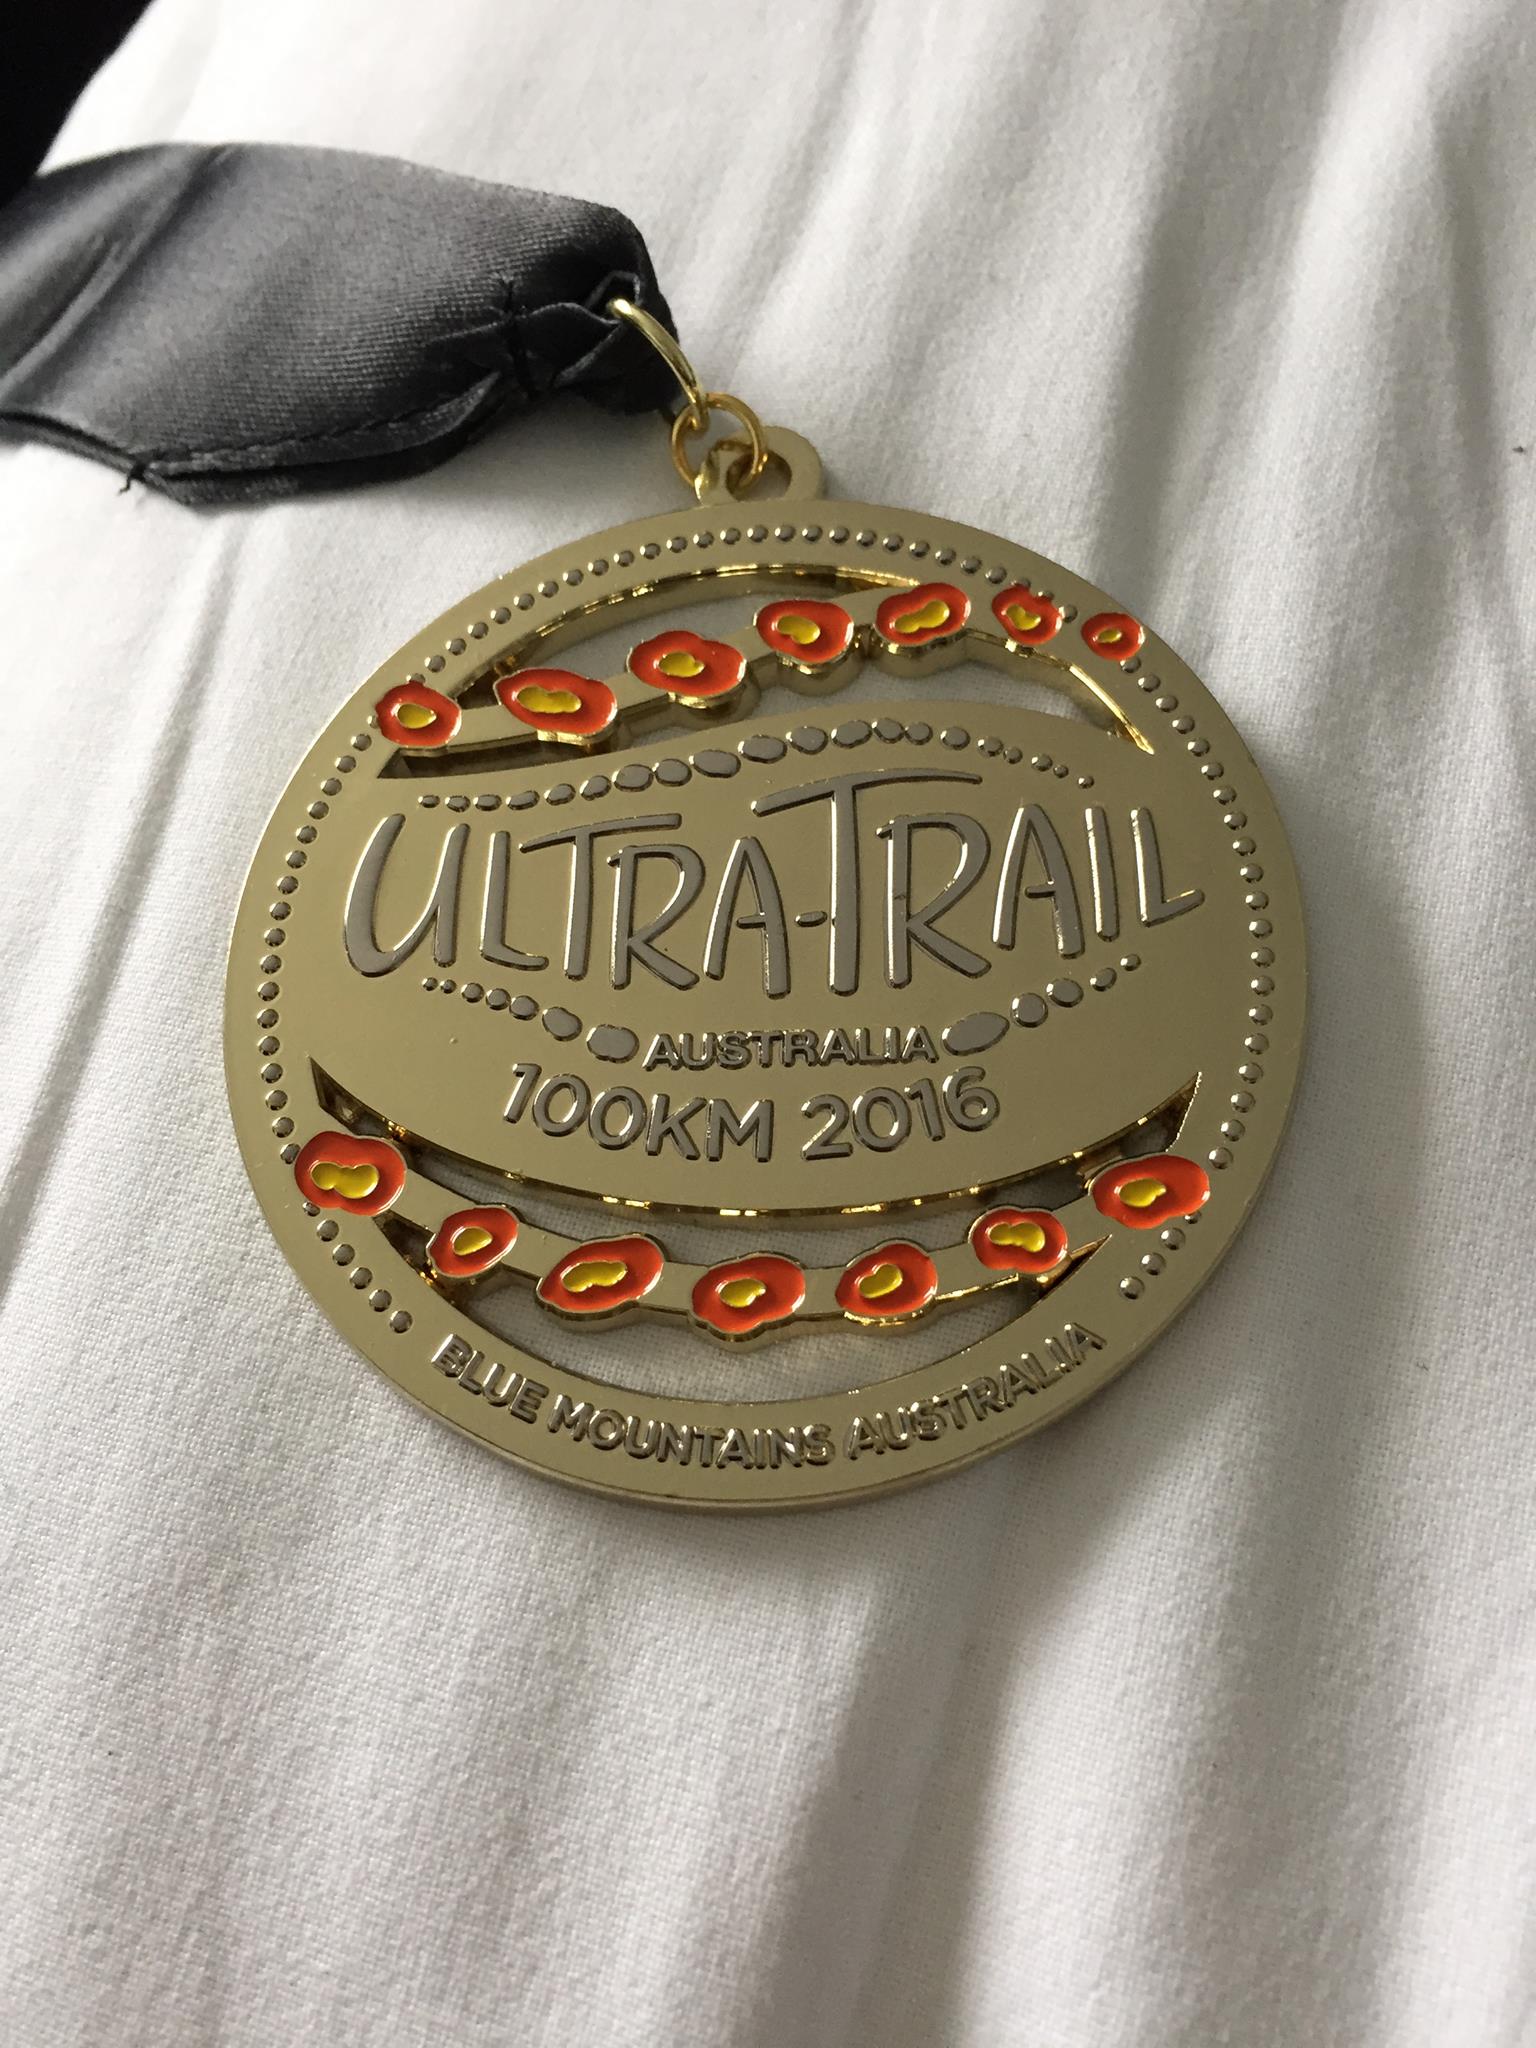 ULTRA-TRAIL
AUSTRALIA
100KM 2016
BLUE MOUNTAINS AUSTRALIA